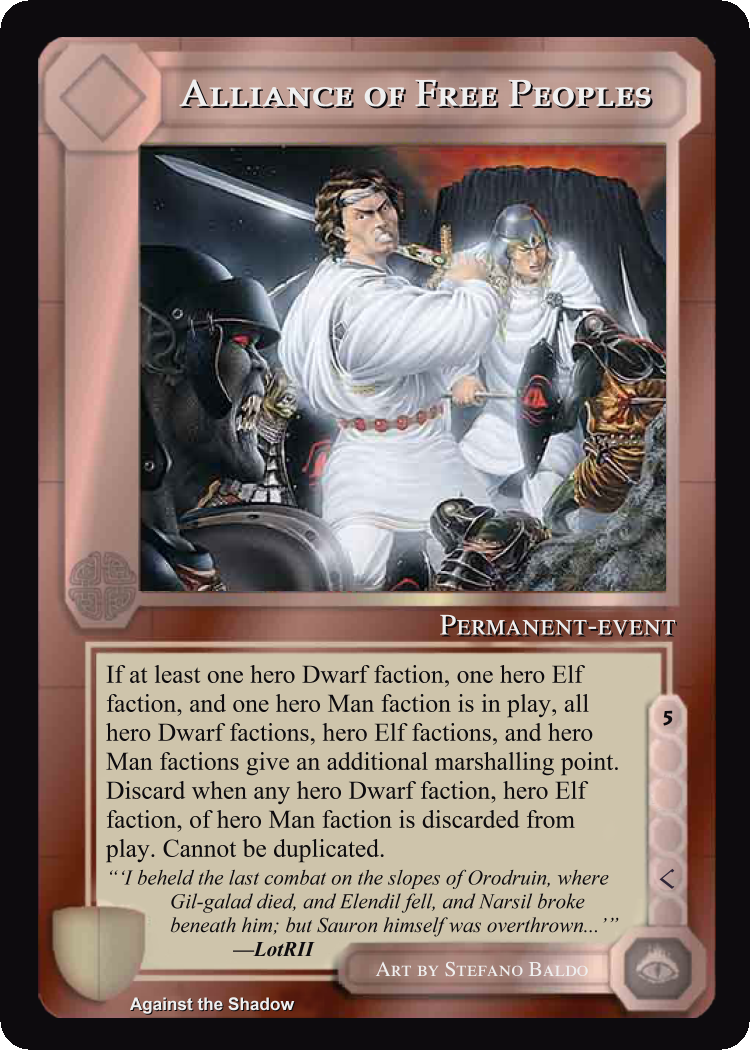 Alliance of Free Peoples
Permanent-event
If at least one hero Dwarf faction, one hero Elf
faction, and one hero Man faction is in play, all
hero Dwarf factions, hero Elf factions, and hero
Man factions give an additional marshalling point.
Discard when any hero Dwarf faction, hero Elf
faction, of hero Man faction is discarded from
play. Cannot be duplicated.
5
“‘I beheld the last combat on the slopes of Orodruin, where
Gil-galad died, and Elendil fell, and Narsil broke
beneath him; but Sauron himself was overthrown...’”
—LotRII
Art by Stefano Baldo
Against the Shadow